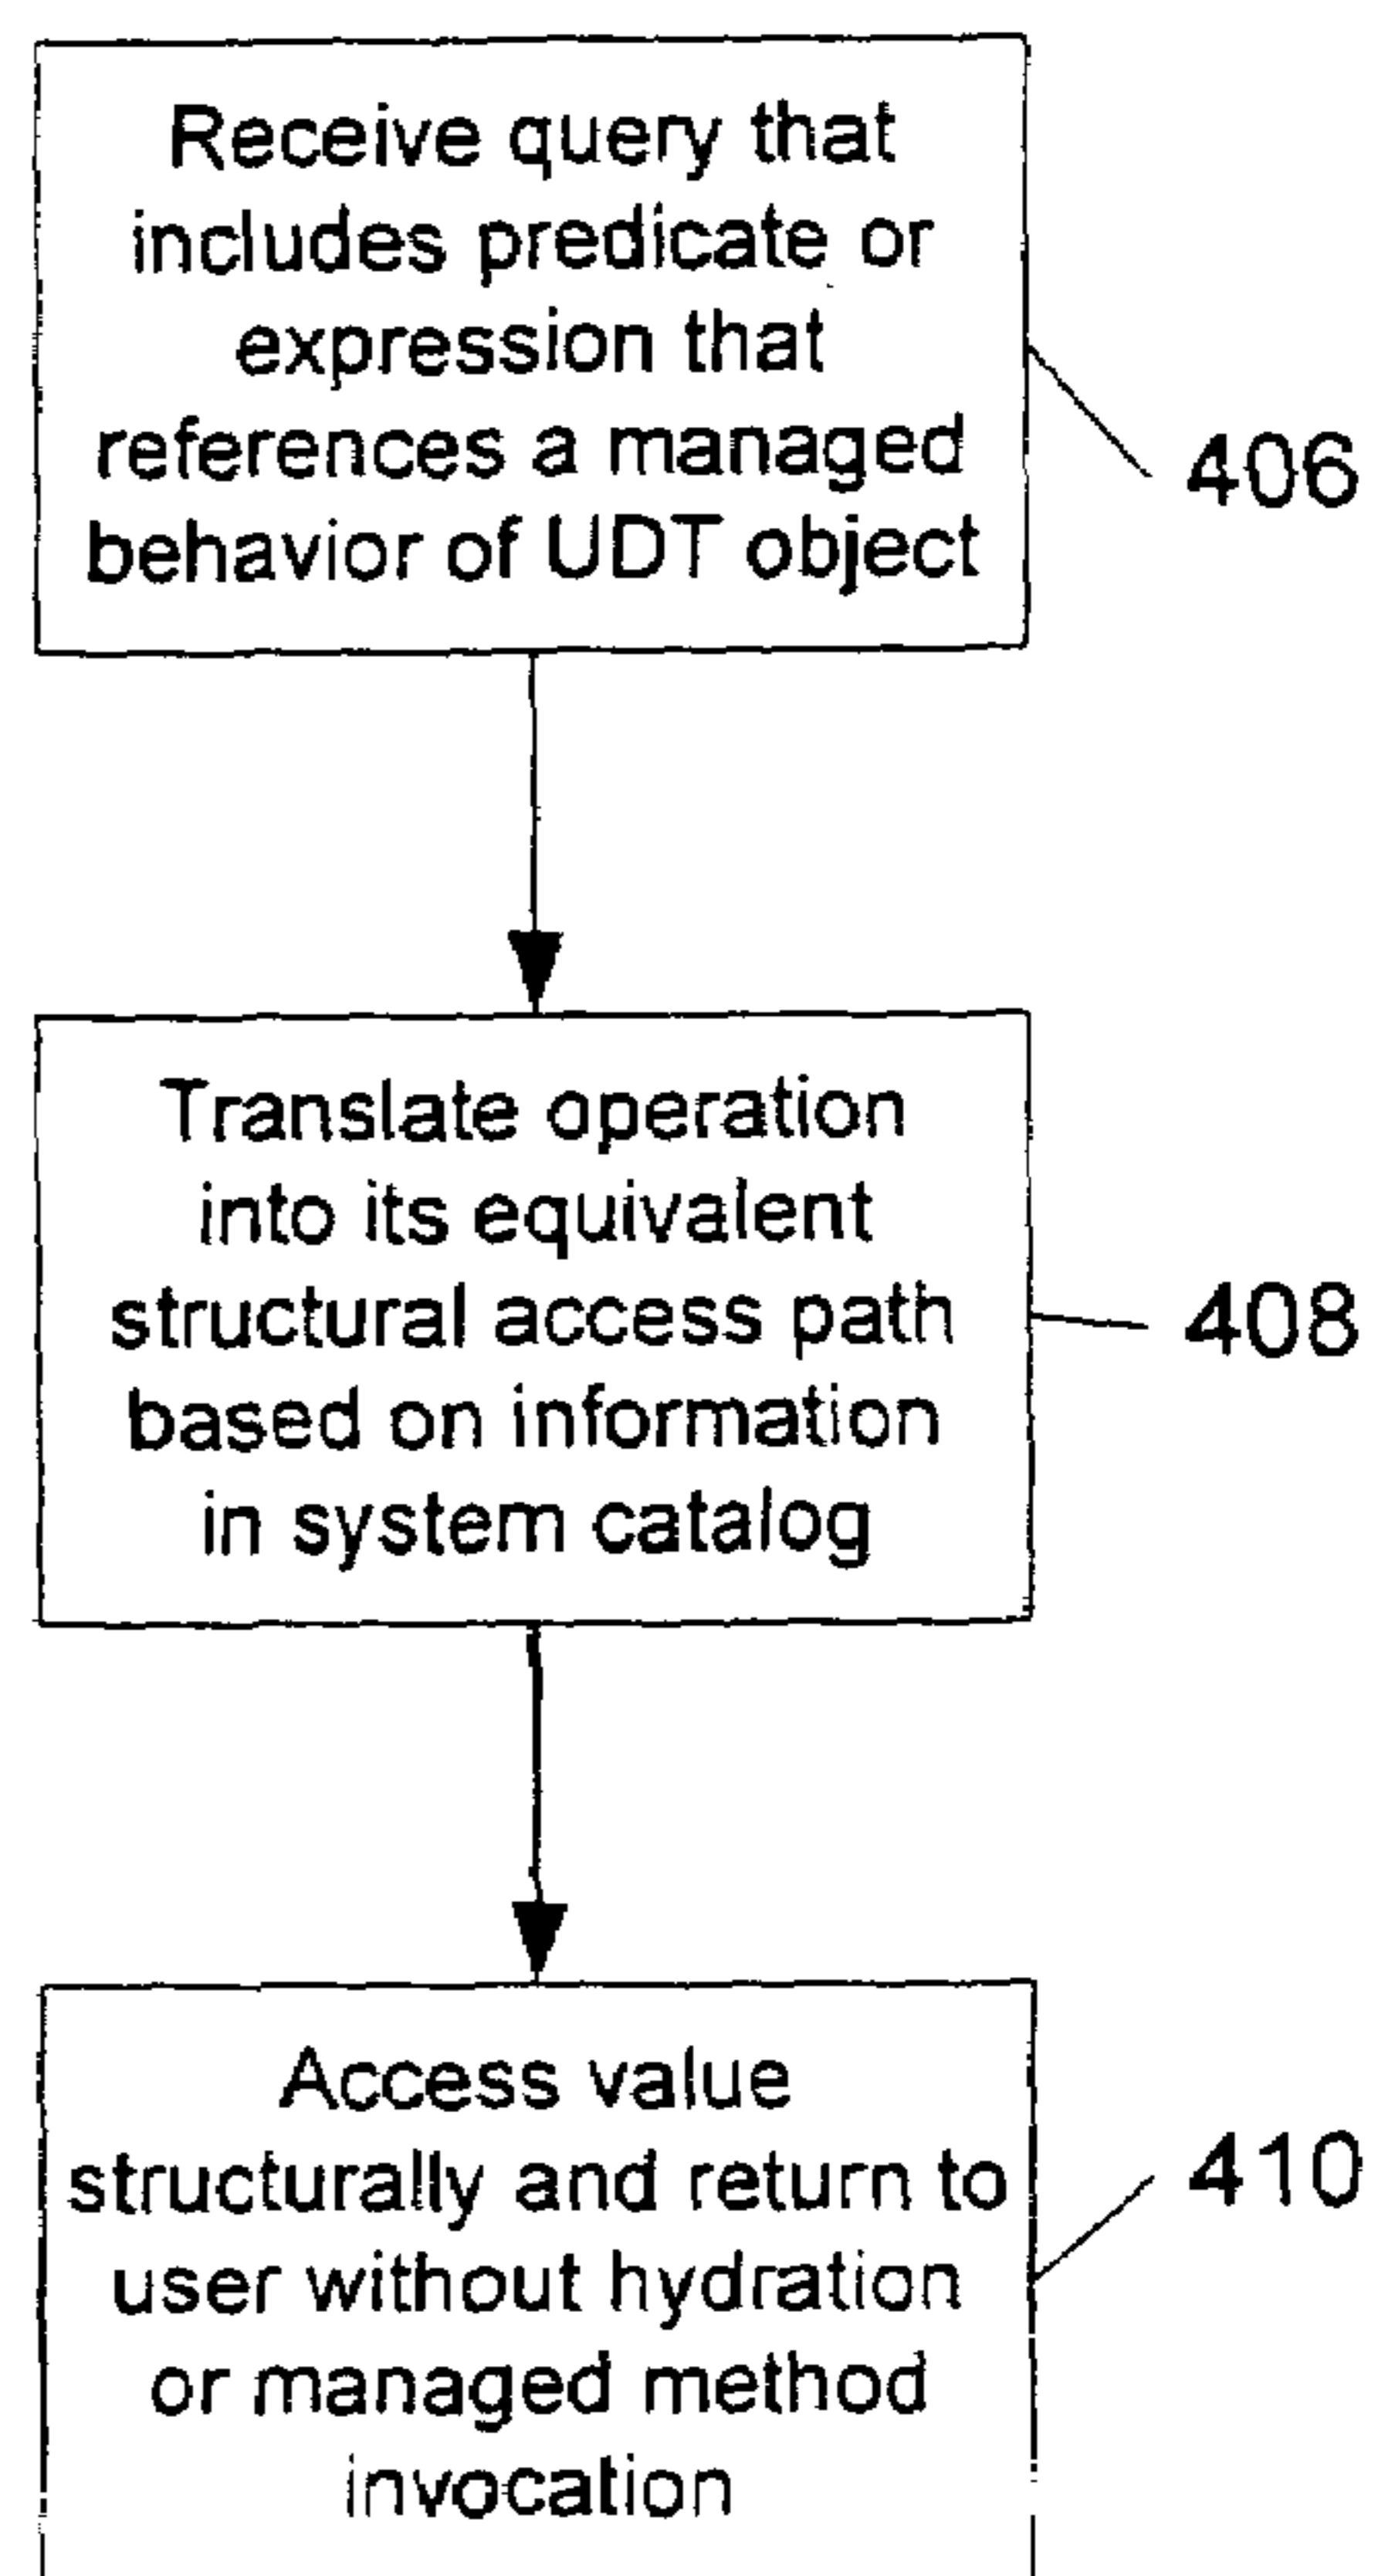 Receive query that
includes predicate or
expression that
references a managed
behavior of UDT object
406
Translate operation
into its equivalent
structural access path
based on information
in system catalog
408
Access value
structurally and return to
user without hydration
or managed method
invocation
410